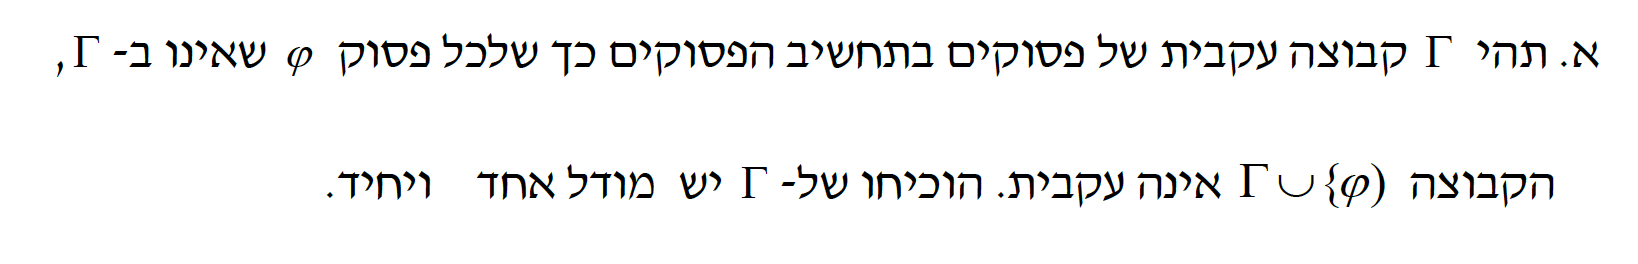 א. תהי Γ קבוצה עקבית של פסוקים בתחשיב הפסוקים כך שלכל פסוק φ שאינו ב- Γ,
הקבוצה Γ∪{φ) אינה עקבית. הוכיחו של- Γ יש מודל אחד ויחיד.